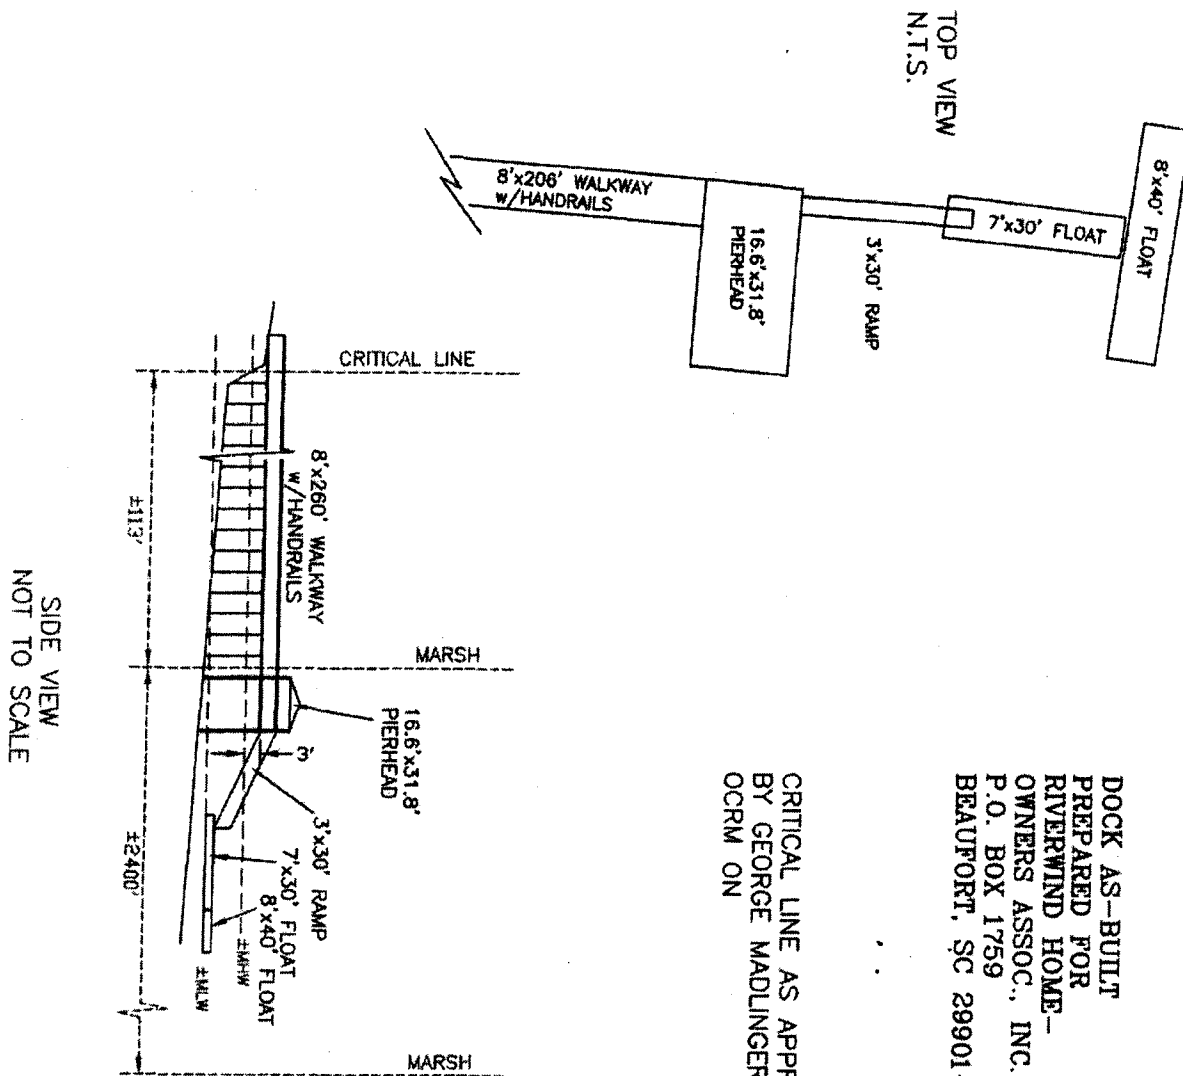 TOP VIEW
N.T.S.
8'x206' WALKWAY
w/HANDRAILS
16.6'x31.8'
PIERHEAD
3'x30' RAMP
7'x30' FLOAT
8'x40' FLOAT
CRITICAL LINE
±113'
8'x260' WALKWAY
w/HANDRAILS
MARSH
16.6'x31.8'
PIERHEAD
3'
3'x30' RAMP
7'x30' FLOAT
8'x40' FLOAT
±MHW
±MLW
±2400'
MARSH
SIDE VIEW
NOT TO SCALE
DOCK AS-BUILT
PREPARED FOR
RIVERWIND HOME-
OWNERS ASSOC., INC.
P.O. BOX 1759
BEAUFORT, SC 29901-
CRITICAL LINE AS APPR
BY GEORGE MADLINGER
OCRM ON